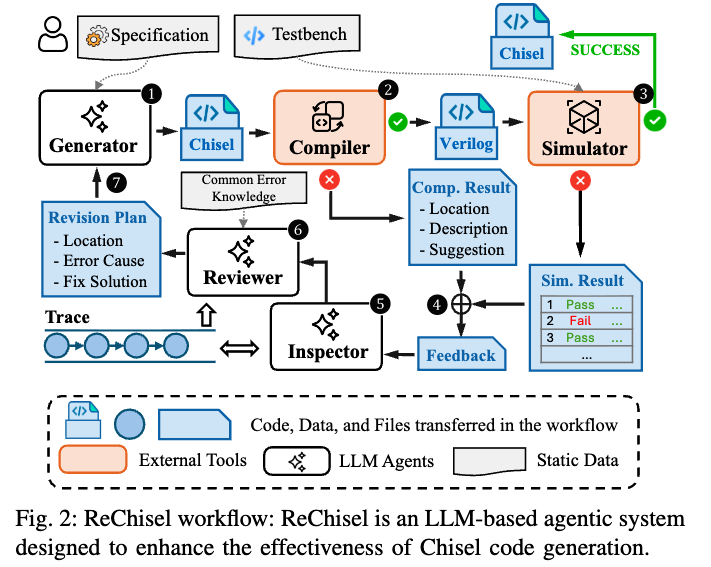 Specification
</> Testbench
</>
Chisel
SUCCESS
1
Generator
</>
Chisel
2
</>
Compiler
</>
Verilog
3
Simulator
7
Common Error
Knowledge
Revision Plan
- Location
- Error Cause
- Fix Solution
6
Reviewer
Comp. Result
- Location
- Description
- Suggestion
Sim. Result
1 Pass ...
2 Fail ...
3 Pass ...
...
4
Trace
5
Inspector
Feedback
</>
Code, Data, and Files transferred in the workflow
External Tools
LLM Agents
Static Data
Fig. 2: ReChisel workflow: ReChisel is an LLM-based agentic system
designed to enhance the effectiveness of Chisel code generation.